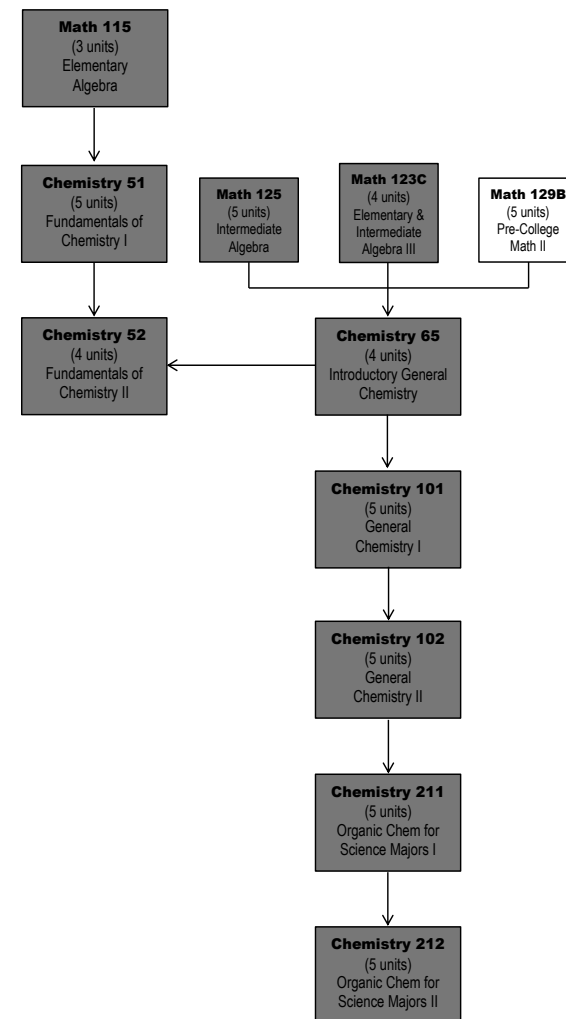 Math 115
(3 units)
Elementary
Algebra
Chemistry 51
(5 units)
Fundamentals of
Chemistry I
Math 125
(5 units)
Intermediate
Algebra
Math 123C
(4 units)
Elementary &
Intermediate
Algebra III
Math 129B
(5 units)
Pre-College
Math II
Chemistry 52
(4 units)
Fundamentals of
Chemistry II
Chemistry 65
(4 units)
Introductory General
Chemistry
Chemistry 101
(5 units)
General
Chemistry I
Chemistry 102
(5 units)
General
Chemistry II
Chemistry 211
(5 units)
Organic Chem for
Science Majors I
Chemistry 212
(5 units)
Organic Chem for
Science Majors II